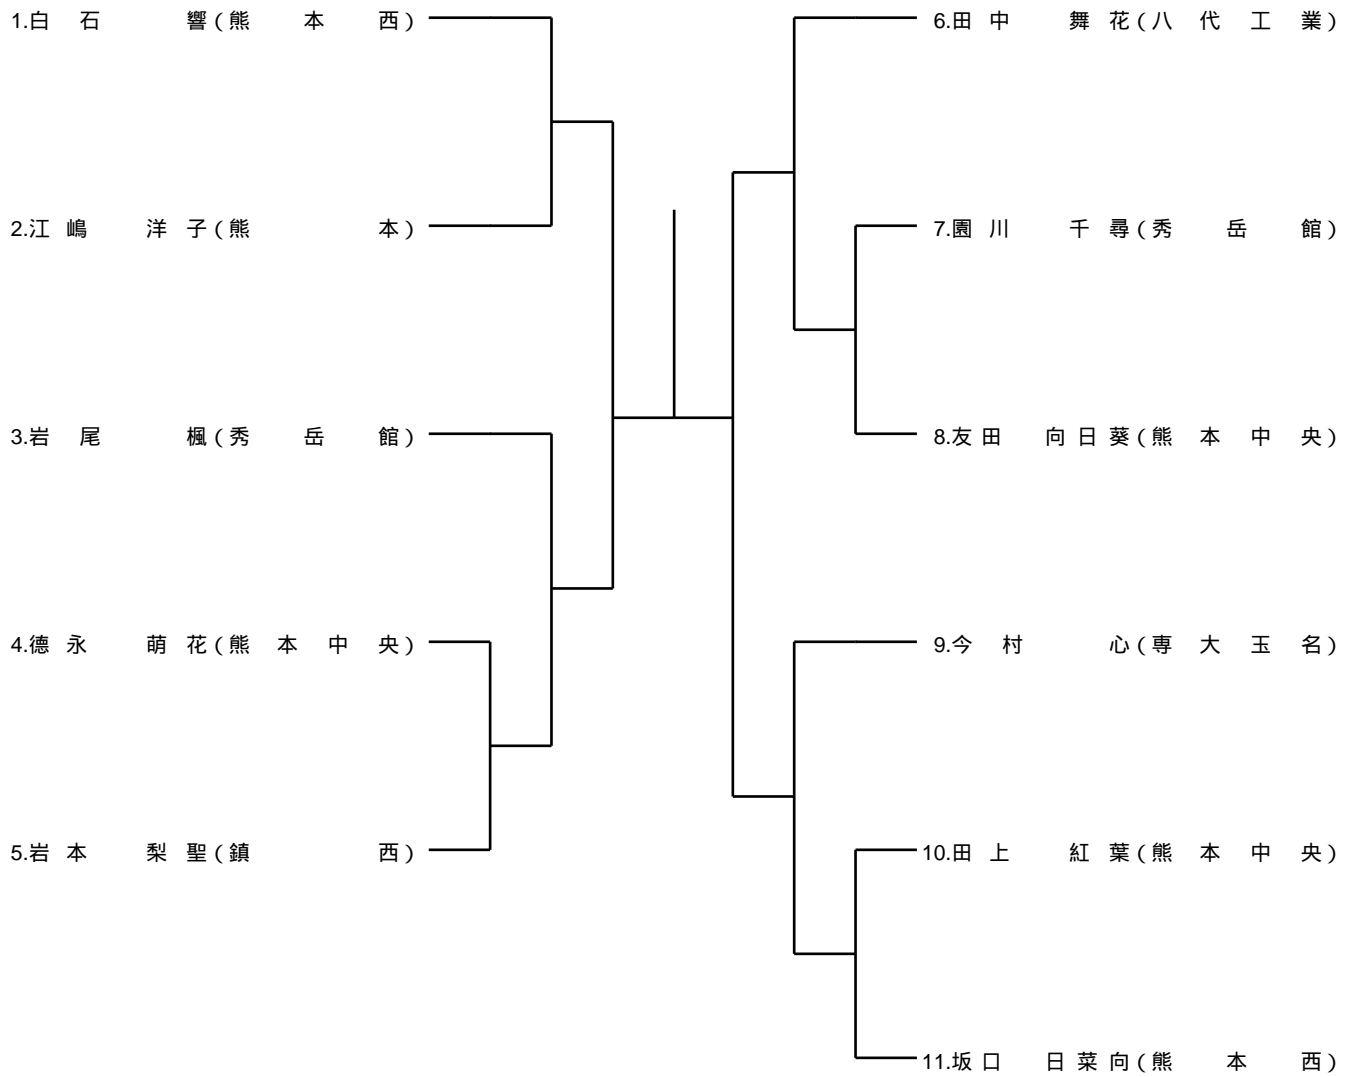 1.白石 響(熊本西)
2.江嶋 洋子(熊本)
3.岩尾 楓(秀岳館)
4.德永 萌花(熊本中央)
5.岩本 梨聖(鎮西)
6.田中 舞花(八代工業)
7.園川 千尋(秀岳館)
8.友田 向日葵(熊本中央)
9.今村 心(専大玉名)
10.田上 紅葉(熊本中央)
11.坂口 日菜向(熊本西)